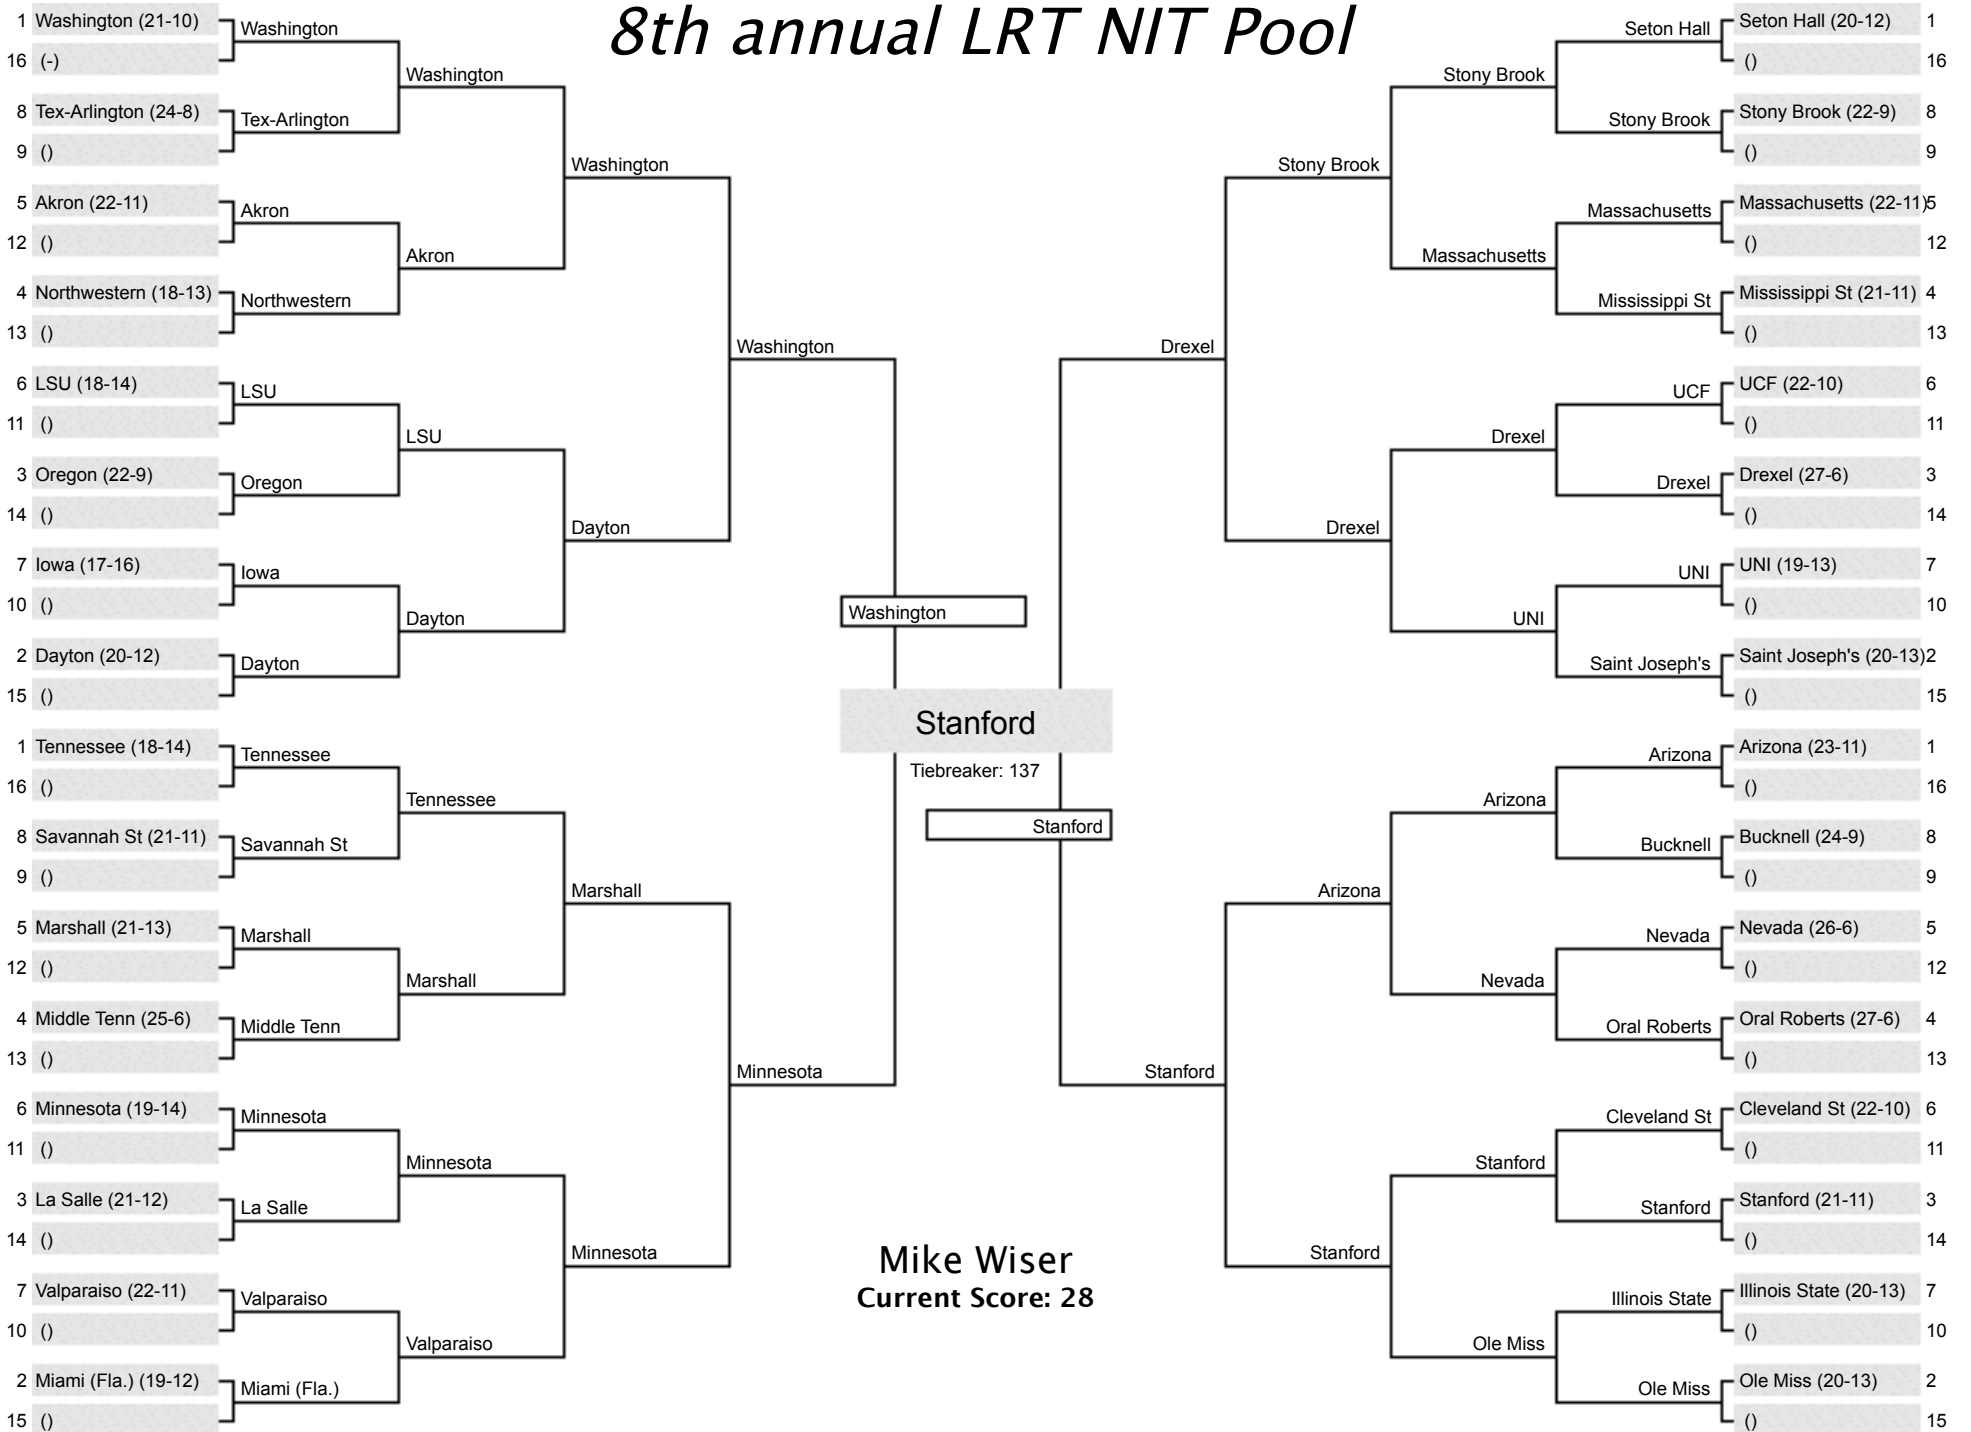 8th annual LRT NIT Pool
1 Washington (21-10)
16 (-)
8 Tex-Arlington (24-8)
9 ()
5 Akron (22-11)
12 ()
4 Northwestern (18-13)
13 ()
6 LSU (18-14)
11 ()
3 Oregon (22-9)
14 ()
7 Iowa (17-16)
10 ()
2 Dayton (20-12)
15 ()
1 Tennessee (18-14)
16 ()
8 Savannah St (21-11)
9 ()
5 Marshall (21-13)
12 ()
4 Middle Tenn (25-6)
13 ()
6 Minnesota (19-14)
11 ()
3 La Salle (21-12)
14 ()
7 Valparaiso (22-11)
10 ()
2 Miami (Fla.) (19-12)
15 ()
Washington
Tex-Arlington
Akron
Northwestern
LSU
Oregon
Iowa
Dayton
Tennessee
Savannah St
Marshall
Middle Tenn
Minnesota
La Salle
Valparaiso
Miami (Fla.)
Washington
Akron
LSU
Dayton
Tennessee
Marshall
Minnesota
Valparaiso
Washington
Dayton
Marshall
Minnesota
Washington
Minnesota
Washington
Stanford
Tiebreaker: 137
Stanford
Mike Wiser
Current Score: 28
Drexel
Stanford
Stony Brook
Drexel
Arizona
Stanford
Stony Brook
Massachusetts
Drexel
UNI
Arizona
Nevada
Stanford
Ole Miss
Seton Hall
Stony Brook
Massachusetts
Mississippi St
UCF
Drexel
UNI
Saint Joseph's
Arizona
Bucknell
Nevada
Oral Roberts
Cleveland St
Stanford
Illinois State
Ole Miss
Seton Hall (20-12) 1
() 16
Stony Brook (22-9) 8
() 9
Massachusetts (22-11) 5
() 12
Mississippi St (21-11) 4
() 13
UCF (22-10) 6
() 11
Drexel (27-6) 3
() 14
UNI (19-13) 7
() 10
Saint Joseph's (20-13) 2
() 15
Arizona (23-11) 1
() 16
Bucknell (24-9) 8
() 9
Nevada (26-6) 5
() 12
Oral Roberts (27-6) 4
() 13
Cleveland St (22-10) 6
() 11
Stanford (21-11) 3
() 14
Illinois State (20-13) 7
() 10
Ole Miss (20-13) 2
() 15